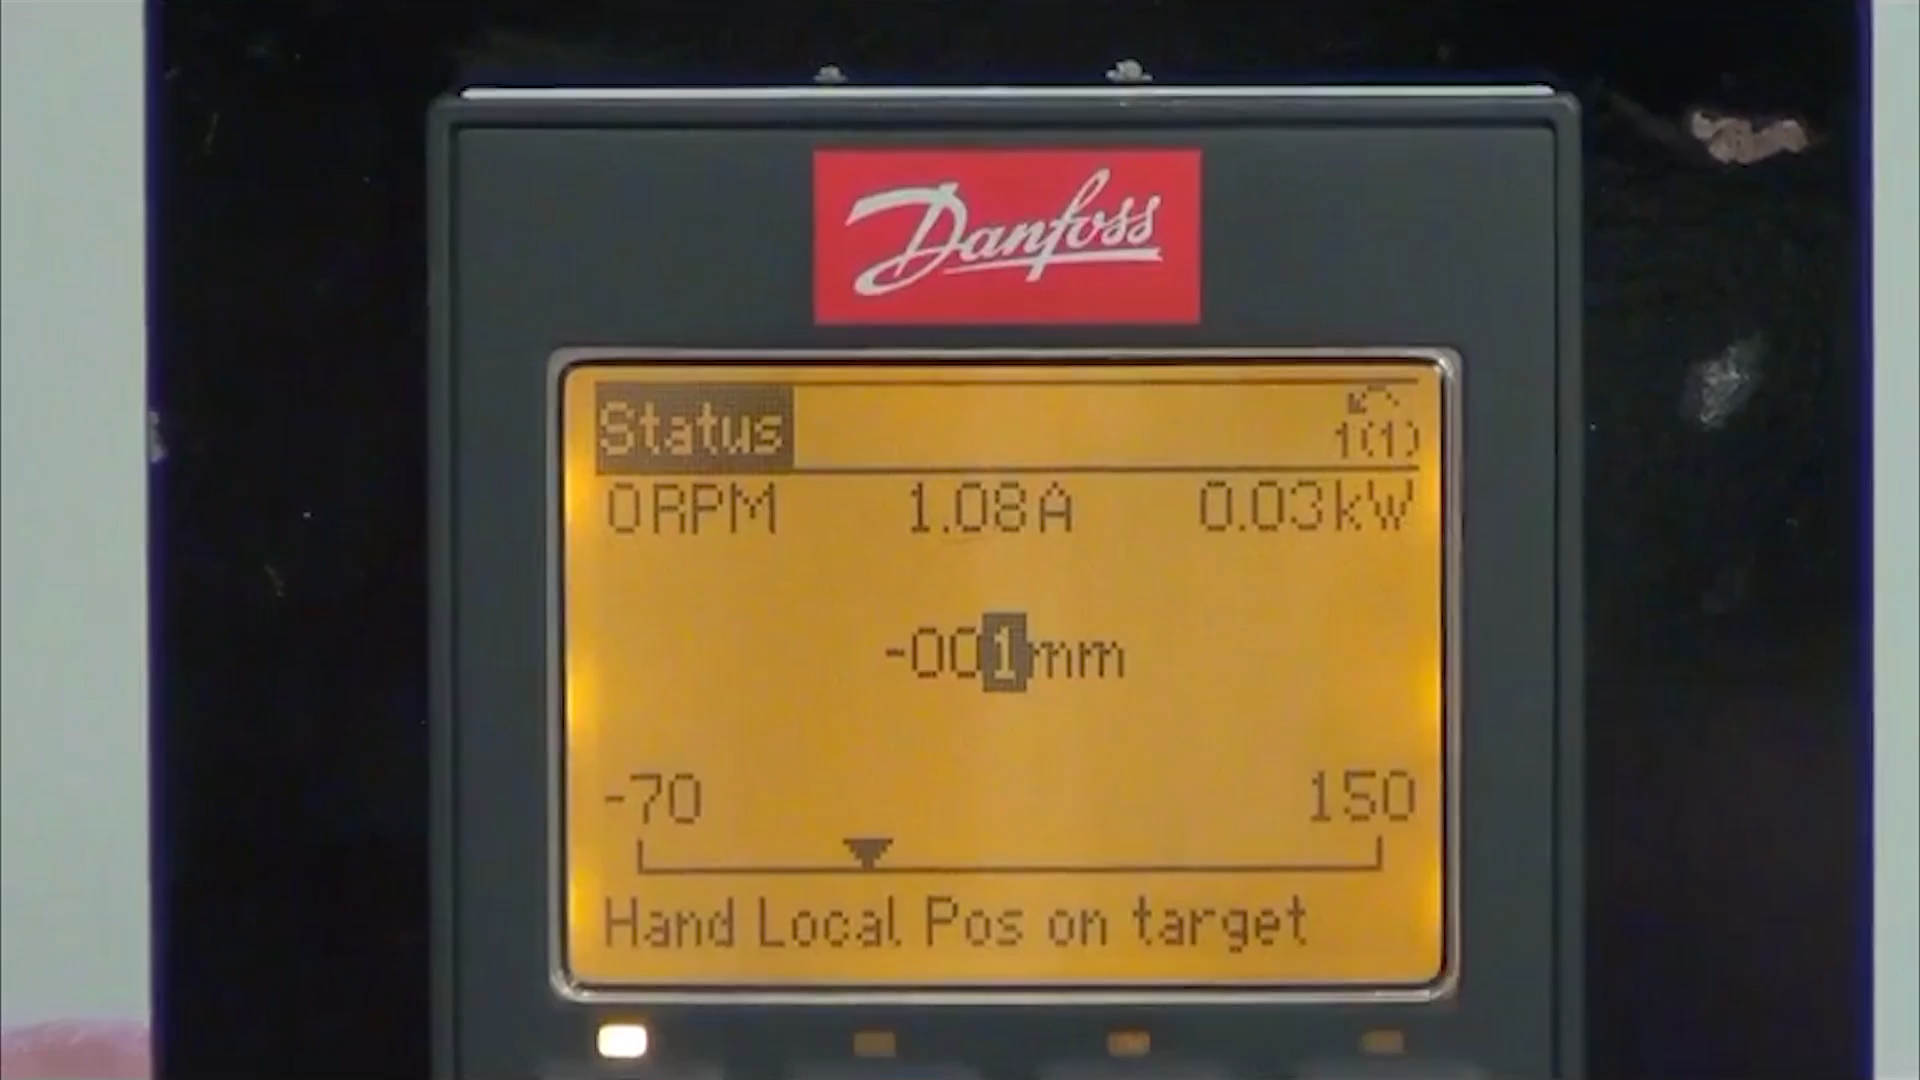 Danfoss
Status 1(1)
0RPM 1.08A 0.03kW
-001mm
-70 150
Hand Local Pos on target